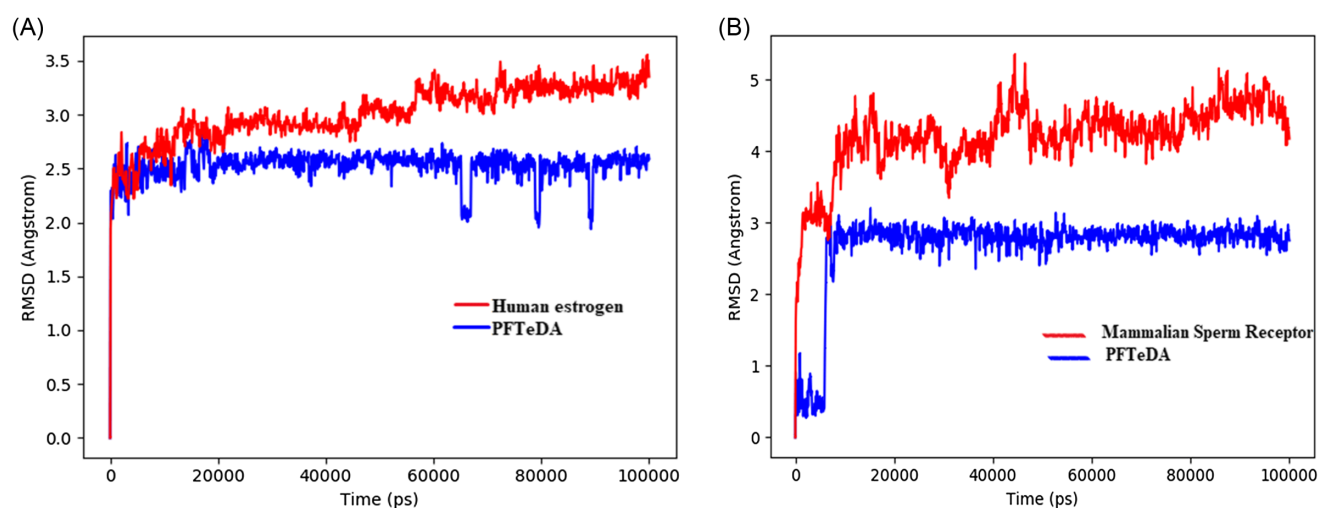 (A)
3.5
3.0
2.5
2.0
1.5
1.0
0.5
0.0
RMSD (Angstrom)
Human estrogen
PFTeDA
0 20000 40000 60000 80000 100000
Time (ps)
(B)
5
4
3
2
1
0
RMSD (Angstrom)
Mammalian Sperm Receptor
PFTeDA
0 20000 40000 60000 80000 100000
Time (ps)